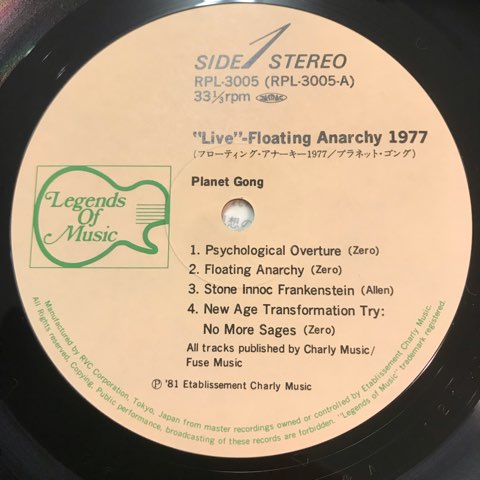 SIDE 1 STEREO
RPL-3005 (RPL-3005-A)
33⅓rpm
"Live"-Floating Anarchy 1977
(フローティング・アナーキー1977/プラネット・ゴング)
Planet Gong
Legends
Of
Music
1. Psychological Overture (Zero)
2. Floating Anarchy (Zero)
3. Stone Innoc Frankenstein (Allen)
4. New Age Transformation Try:
No More Sages (Zero)
All tracks published by Charly Music/
Fuse Music
Ⓟ '81 Etablissement Charly Music
Manufactured by RVC Corporation, Tokyo, Japan from master recordings owned or controlled by Etablissement Charly Music.
All Rights reserved, Copying, Public performance, broadcasting of these records are forbidden. "Legends of Music" trademark registered.